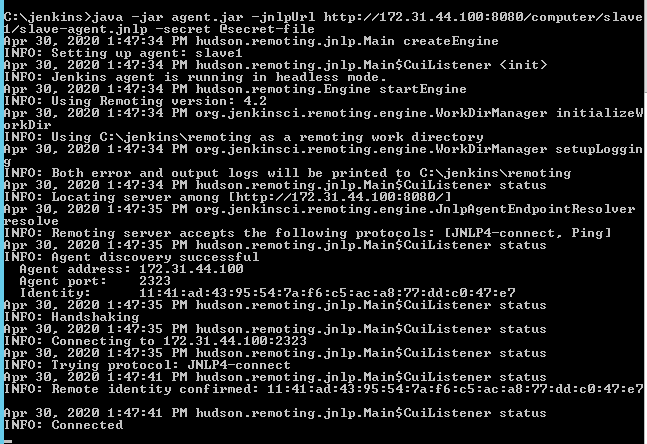 C:\jenkins>java -jar agent.jar -jnlpUrl http://172.31.44.100:8080/computer/slave
1/slave-agent.jnlp -secret @secret-file
Apr 30, 2020 1:47:34 PM hudson.remoting.jnlp.Main createEngine
INFO: Setting up agent: slave1
Apr 30, 2020 1:47:34 PM hudson.remoting.jnlp.Main$CuiListener <init>
INFO: Jenkins agent is running in headless mode.
Apr 30, 2020 1:47:34 PM hudson.remoting.Engine startEngine
INFO: Using Remoting version: 4.2
Apr 30, 2020 1:47:34 PM org.jenkinsci.remoting.engine.WorkDirManager initializeW
orkDir
INFO: Using C:\jenkins\remoting as a remoting work directory
Apr 30, 2020 1:47:34 PM org.jenkinsci.remoting.engine.WorkDirManager setupLoggin
g
INFO: Both error and output logs will be printed to C:\jenkins\remoting
Apr 30, 2020 1:47:34 PM hudson.remoting.jnlp.Main$CuiListener status
INFO: Locating server among [http://172.31.44.100:8080/]
Apr 30, 2020 1:47:35 PM org.jenkinsci.remoting.engine.JnlpAgentEndpointResolver
resolve
INFO: Remoting server accepts the following protocols: [JNLP4-connect, Ping]
Apr 30, 2020 1:47:35 PM hudson.remoting.jnlp.Main$CuiListener status
INFO: Agent discovery successful
  Agent address: 172.31.44.100
  Agent port:    2323
  Identity:      11:41:ad:43:95:54:7a:f6:c5:ac:a8:77:dd:c0:47:e7
Apr 30, 2020 1:47:35 PM hudson.remoting.jnlp.Main$CuiListener status
INFO: Handshaking
Apr 30, 2020 1:47:35 PM hudson.remoting.jnlp.Main$CuiListener status
INFO: Connecting to 172.31.44.100:2323
Apr 30, 2020 1:47:35 PM hudson.remoting.jnlp.Main$CuiListener status
INFO: Trying protocol: JNLP4-connect
Apr 30, 2020 1:47:41 PM hudson.remoting.jnlp.Main$CuiListener status
INFO: Remote identity confirmed: 11:41:ad:43:95:54:7a:f6:c5:ac:a8:77:dd:c0:47:e7
Apr 30, 2020 1:47:41 PM hudson.remoting.jnlp.Main$CuiListener status
INFO: Connected